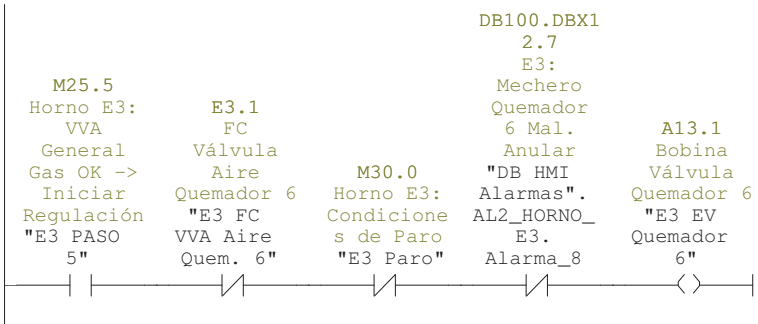 M25.5
Horno E3:
VVA
General
Gas OK ->
Iniciar
Regulación
"E3 PASO
5"
E3.1
FC
Válvula
Aire
Quemador 6
"E3 FC
VVA Aire
Quem. 6"
M30.0
Horno E3:
Condicione
s de Paro
"E3 Paro"
DB100.DBX1
2.7
E3:
Mechero
Quemador
6 Mal.
Anular
"DB HMI
Alarmas".
AL2_HORNO_
E3.
Alarma_8
A13.1
Bobina
Válvula
Quemador 6
"E3 EV
Quemador
6"